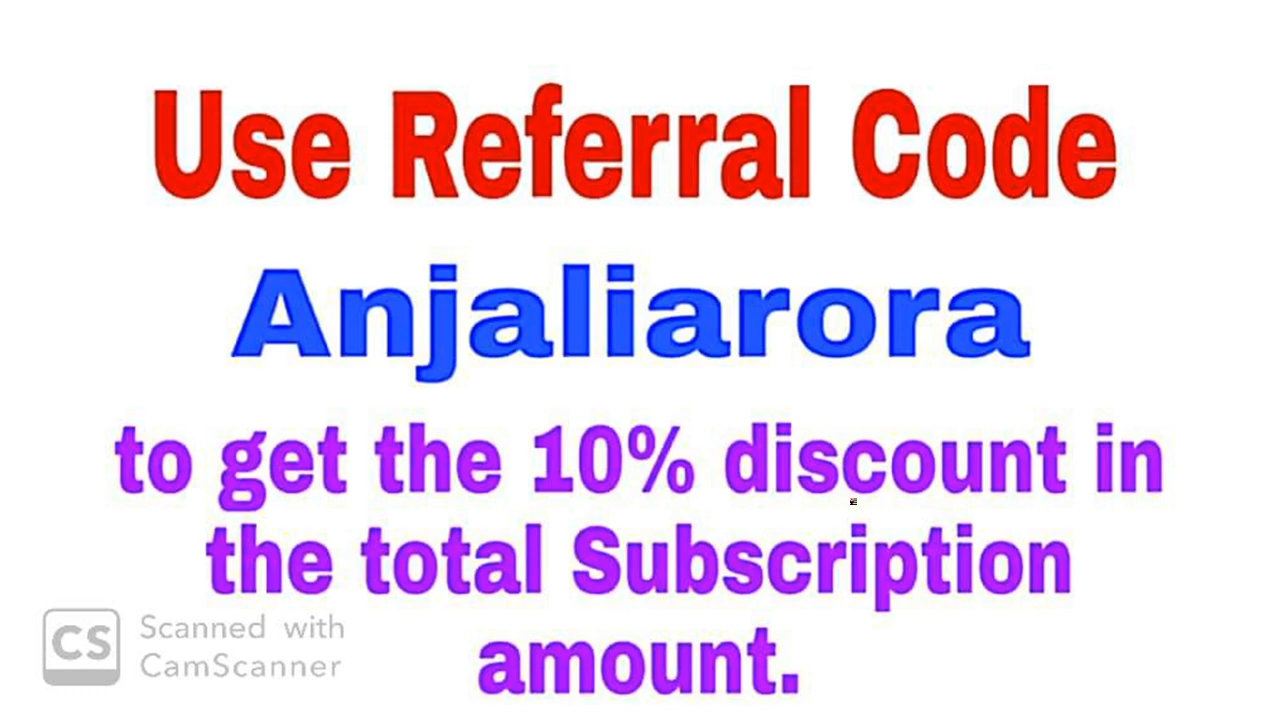 Use Referral Code
Anjaliarora
to get the 10% discount in
the total Subscription
amount.
CS
Scanned with
CamScanner